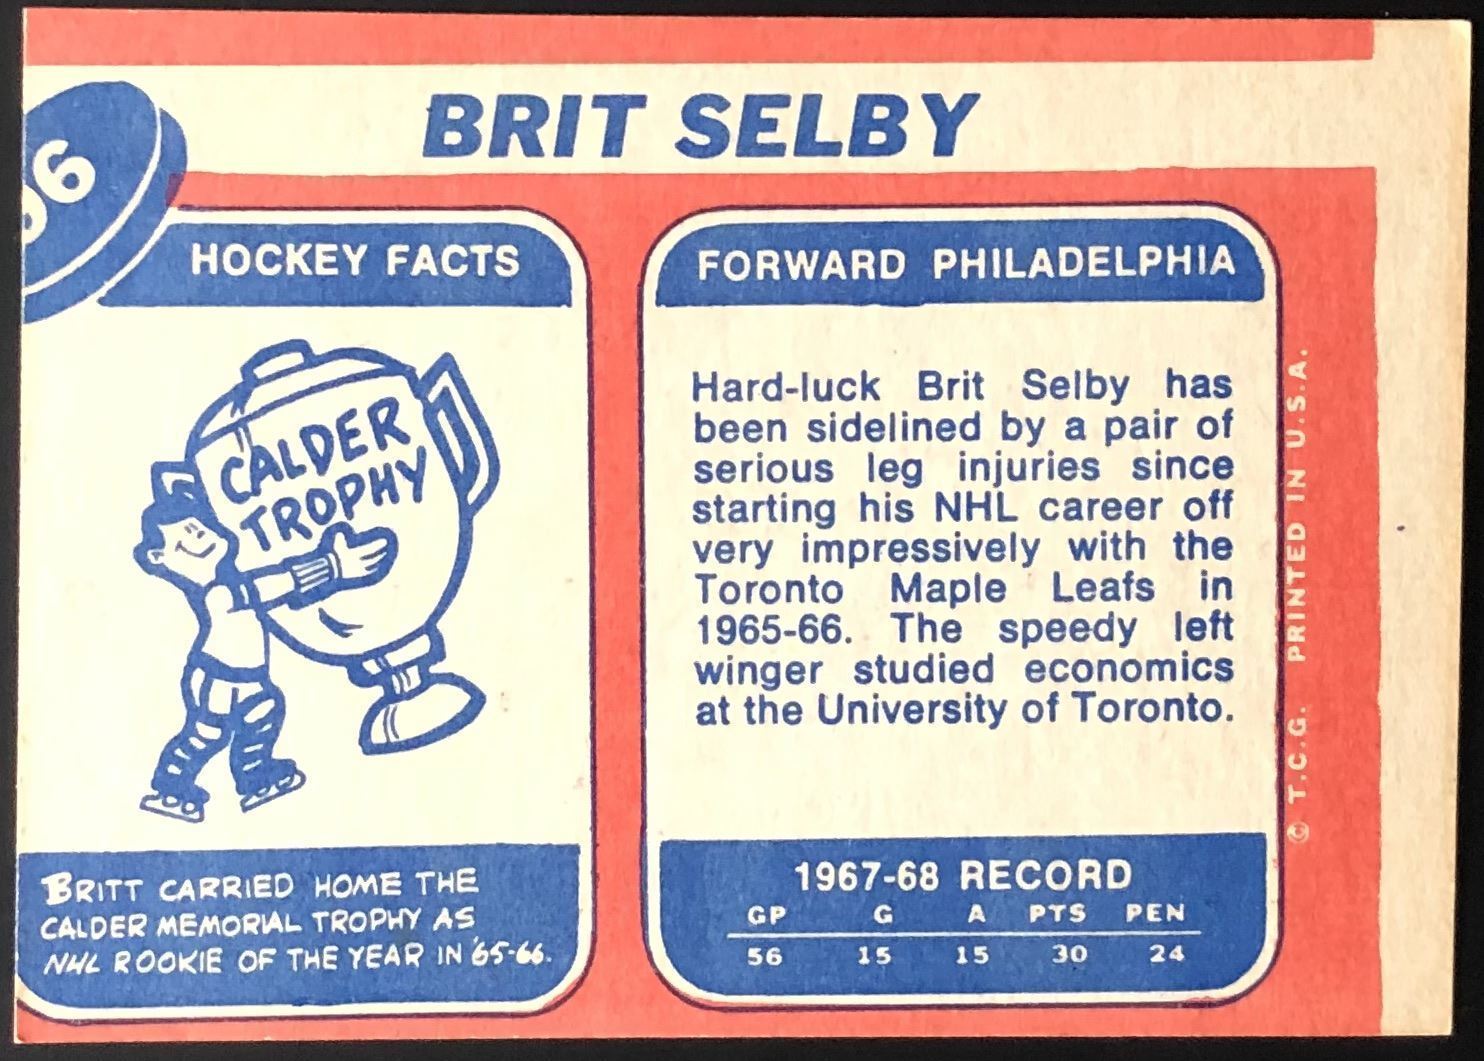 BRIT SELBY
6
HOCKEY FACTS
CALDER
TROPHY
BRITT CARRIED HOME THE
CALDER MEMORIAL TROPHY AS
NHL ROOKIE OF THE YEAR IN '65-66.
FORWARD PHILADELPHIA
Hard-luck Brit Selby has
been sidelined by a pair of
serious leg injuries since
starting his NHL career off
very impressively with the
Toronto Maple Leafs in
1965-66. The speedy left
winger studied economics
at the University of Toronto.
1967-68 RECORD
GP G A PTS PEN
56 15 15 30 24
© T.C.G. PRINTED IN U.S.A.